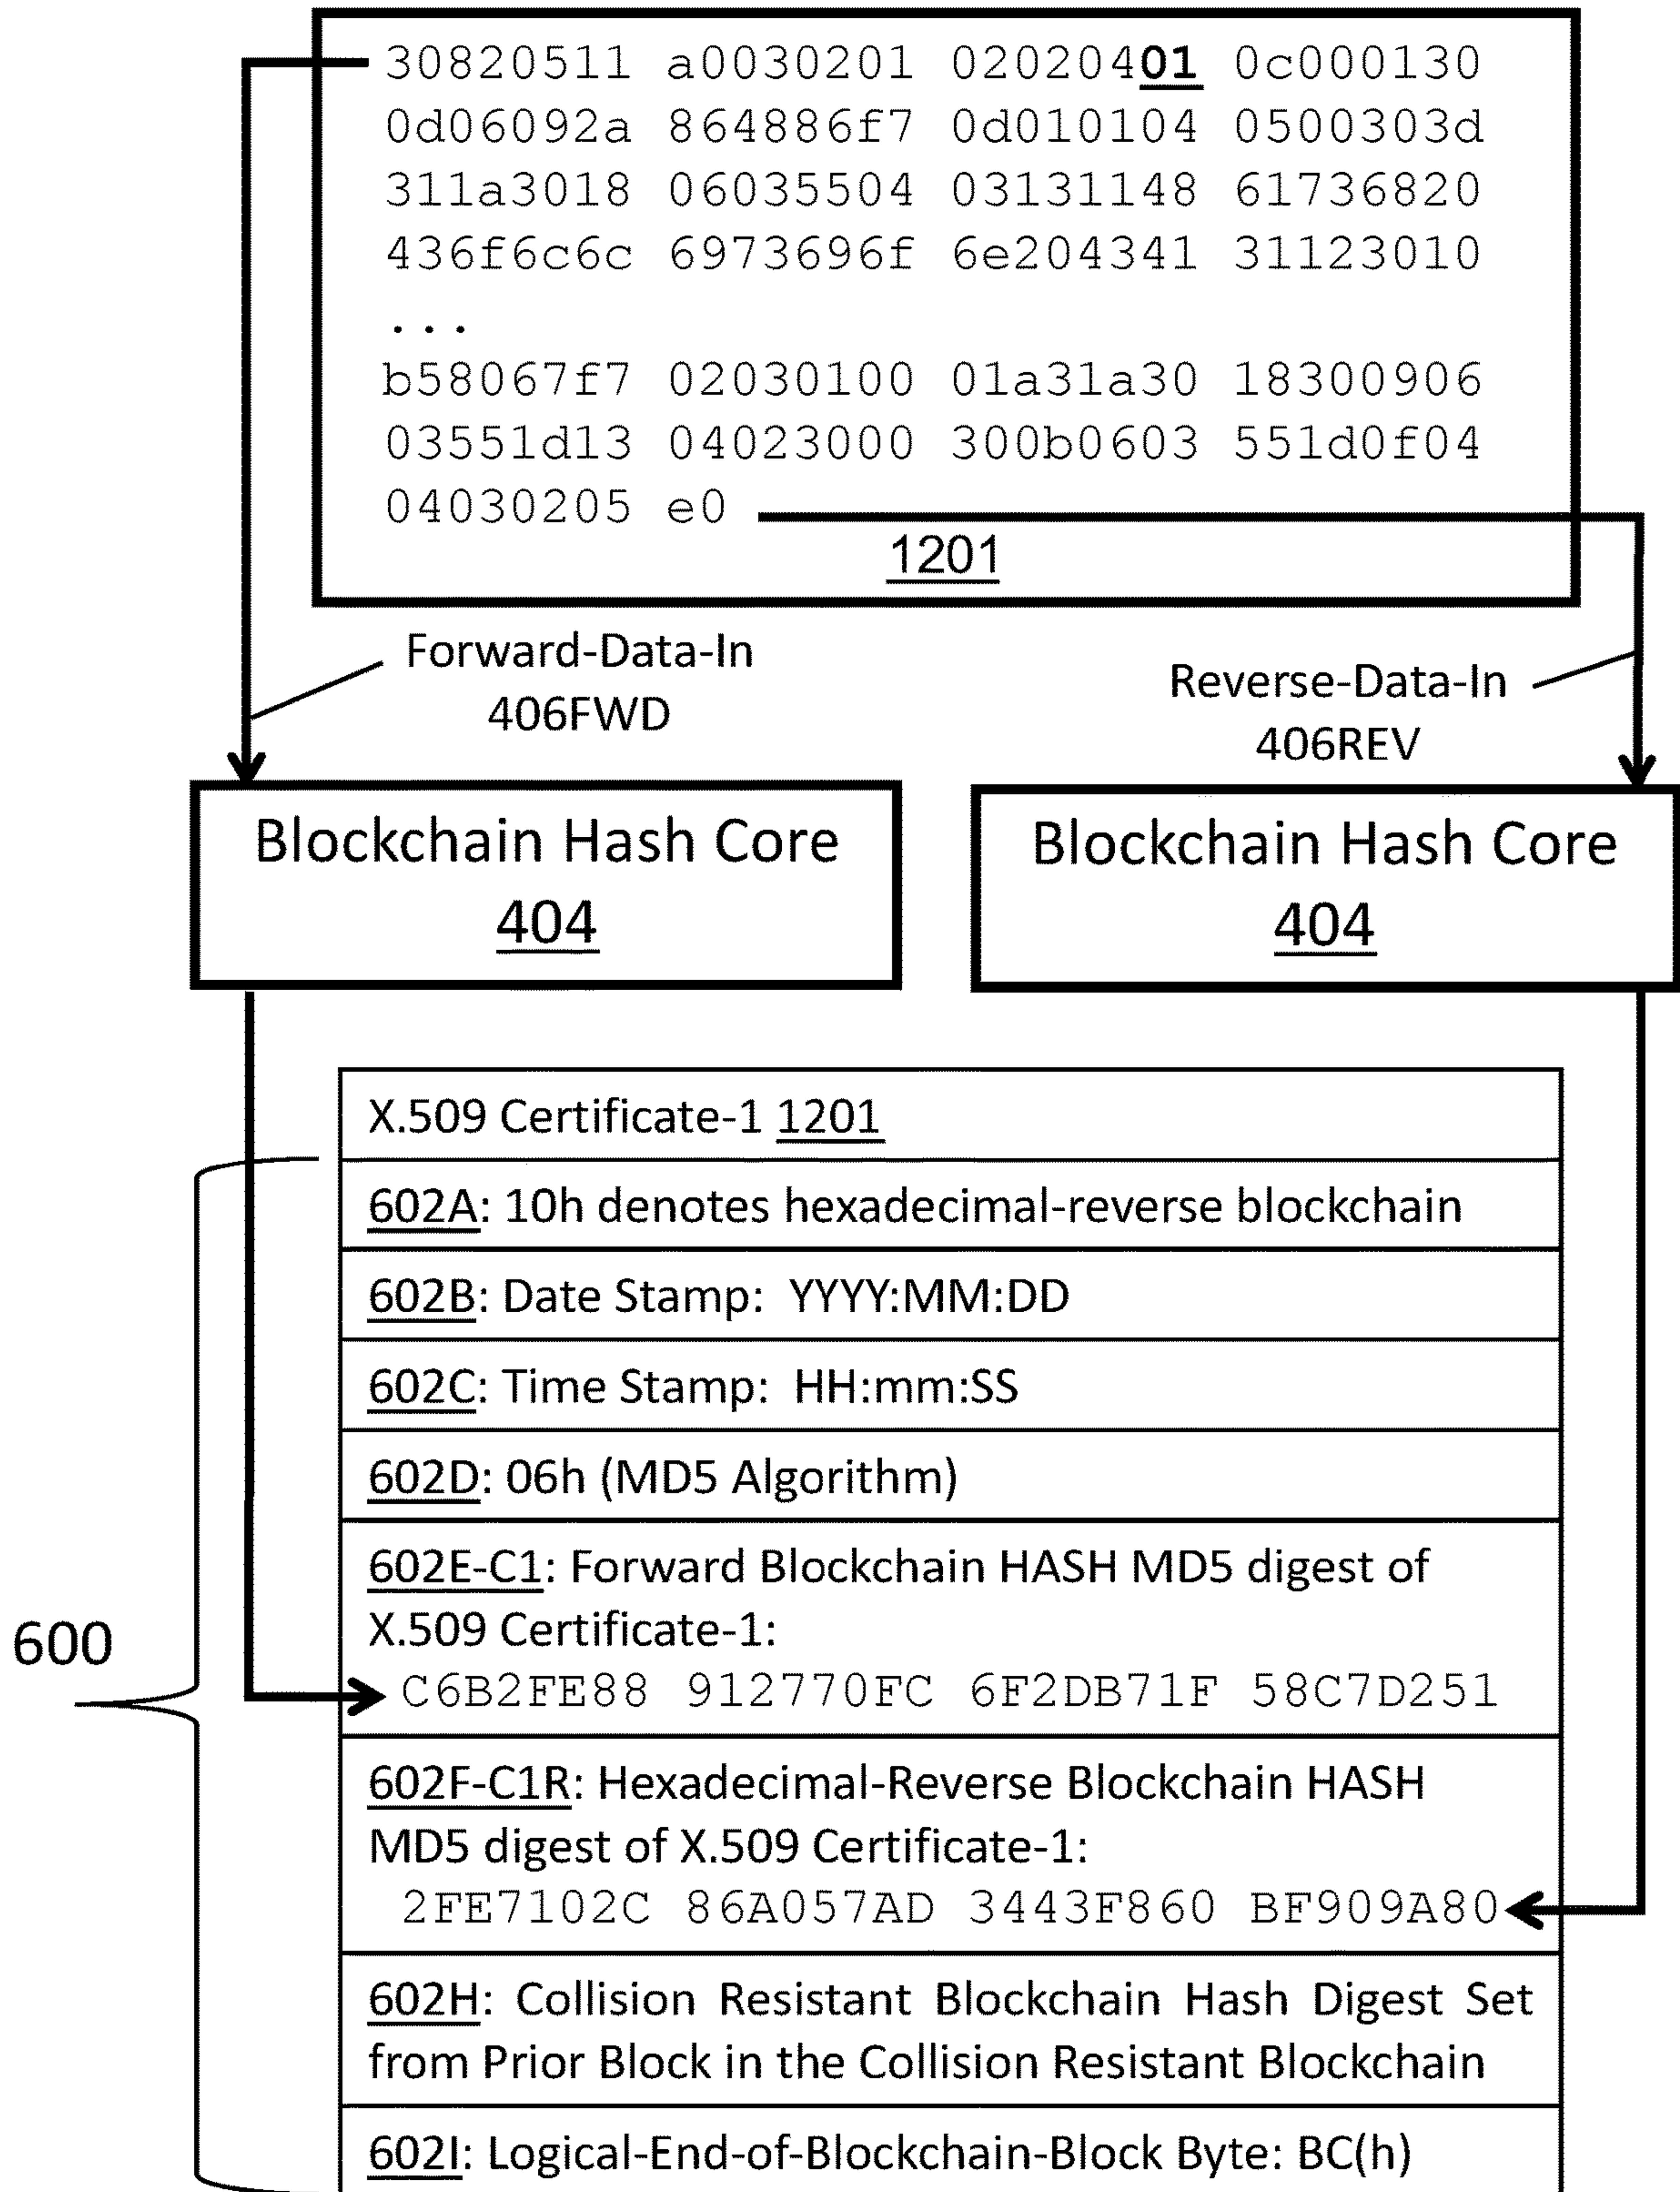 30820511 a0030201 02020401 0c000130
0d06092a 864886f7 0d010104 0500303d
311a3018 06035504 03131148 61736820
436f6c6c 6973696f 6e204341 31123010
...
b58067f7 02030100 01a31a30 18300906
03551d13 04023000 300b0603 551d0f04
04030205 e0
1201
Forward-Data-In
406FWD
Reverse-Data-In
406REV
Blockchain Hash Core
404
Blockchain Hash Core
404
X.509 Certificate-1 1201
602A: 10h denotes hexadecimal-reverse blockchain
602B: Date Stamp: YYYY:MM:DD
602C: Time Stamp: HH:mm:SS
602D: 06h (MD5 Algorithm)
602E-C1: Forward Blockchain HASH MD5 digest of
X.509 Certificate-1:
C6B2FE88 912770FC 6F2DB71F 58C7D251
600
602F-C1R: Hexadecimal-Reverse Blockchain HASH
MD5 digest of X.509 Certificate-1:
2FE7102C 86A057AD 3443F860 BF909A80
602H: Collision Resistant Blockchain Hash Digest Set
from Prior Block in the Collision Resistant Blockchain
602I: Logical-End-of-Blockchain-Block Byte: BC(h)